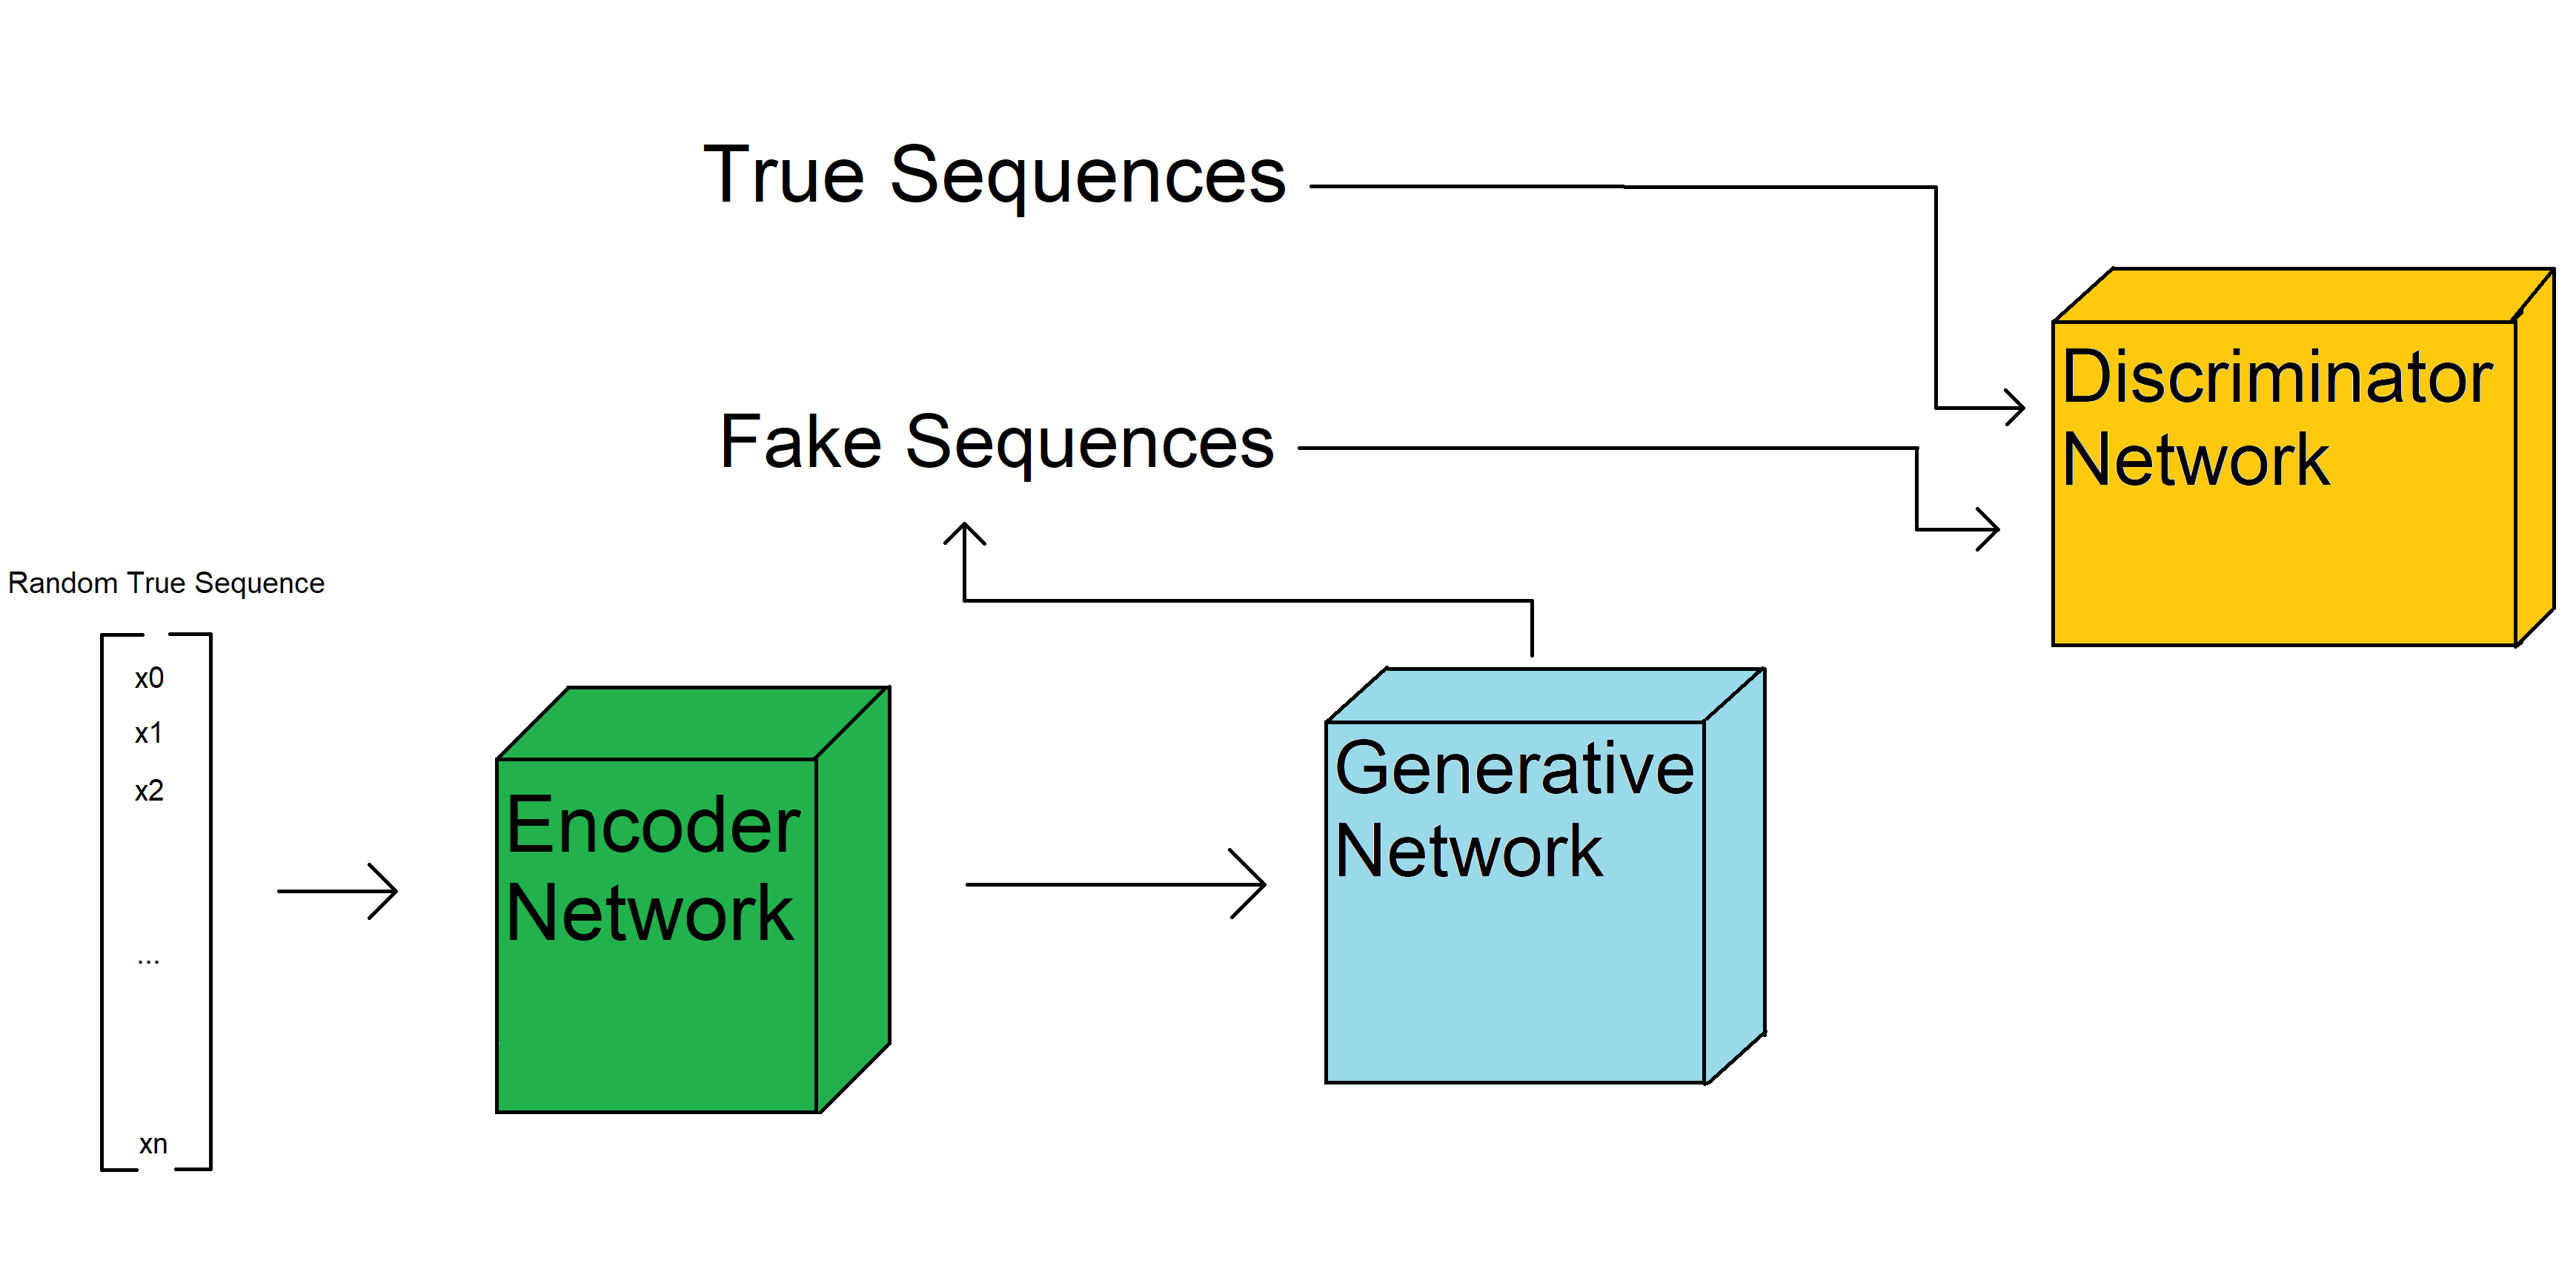 True Sequences
Discriminator
Network
Fake Sequences
Random True Sequence
x0
x1
x2
...
xn
Encoder
Network
Generative
Network